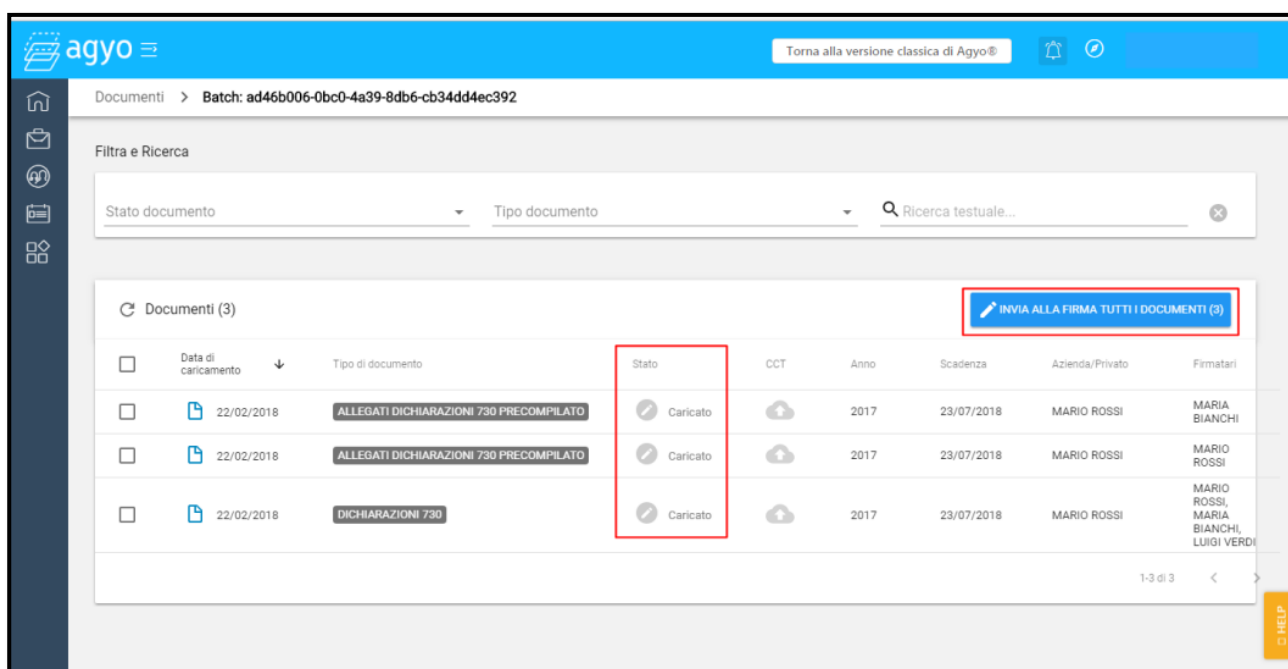 agyo
Torna alla versione classica di Agyo®
Documenti > Batch: ad46b006-0bc0-4a39-8db6-cb34dd4ec392
Filtra e Ricerca
Stato documento
Tipo documento
Ricerca testuale...
Documenti (3)
INVIA ALLA FIRMA TUTTI I DOCUMENTI (3)
Data di
caricamento
Tipo di documento
Stato
CCT
Anno
Scadenza
Azienda/Privato
Firmatari
22/02/2018
ALLEGATI DICHIARAZIONI 730 PRECOMPILATO
Caricato
2017
23/07/2018
MARIO ROSSI
MARIA
BIANCHI
22/02/2018
ALLEGATI DICHIARAZIONI 730 PRECOMPILATO
Caricato
2017
23/07/2018
MARIO ROSSI
MARIO
ROSSI
22/02/2018
DICHIARAZIONI 730
Caricato
2017
23/07/2018
MARIO ROSSI
MARIO
ROSSI,
MARIA
BIANCHI,
LUIGI VERDI
1-3 di 3
HELP